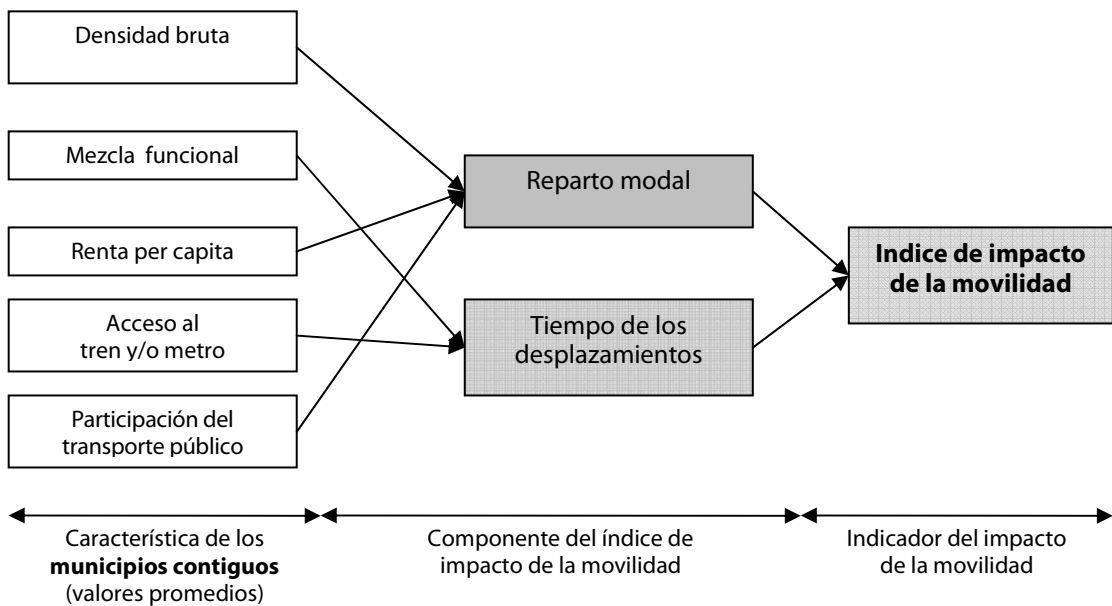 Densidad bruta
Mezcla funcional
Renta per capita
Acceso al
tren y/o metro
Participación del
transporte público
Reparto modal
Tiempo de los
desplazamientos
Indice de impacto
de la movilidad
Característica de los
municipios contiguos
(valores promedios)
Componente del índice de
impacto de la movilidad
Indicador del impacto
de la movilidad